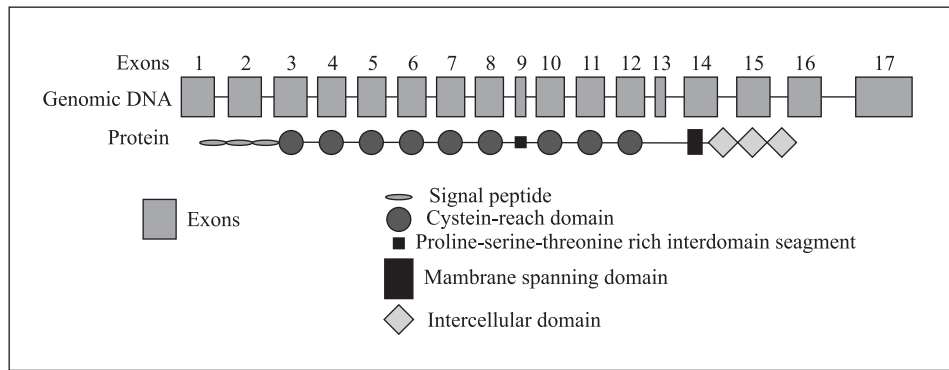 Exons 1 2 3 4 5 6 7 8 9 10 11 12 13 14 15 16 17
Genomic DNA
Protein
Exons
Signal peptide
Cystein-reach domain
Proline-serine-threonine rich interdomain seagment
Mambrane spanning domain
Intercellular domain